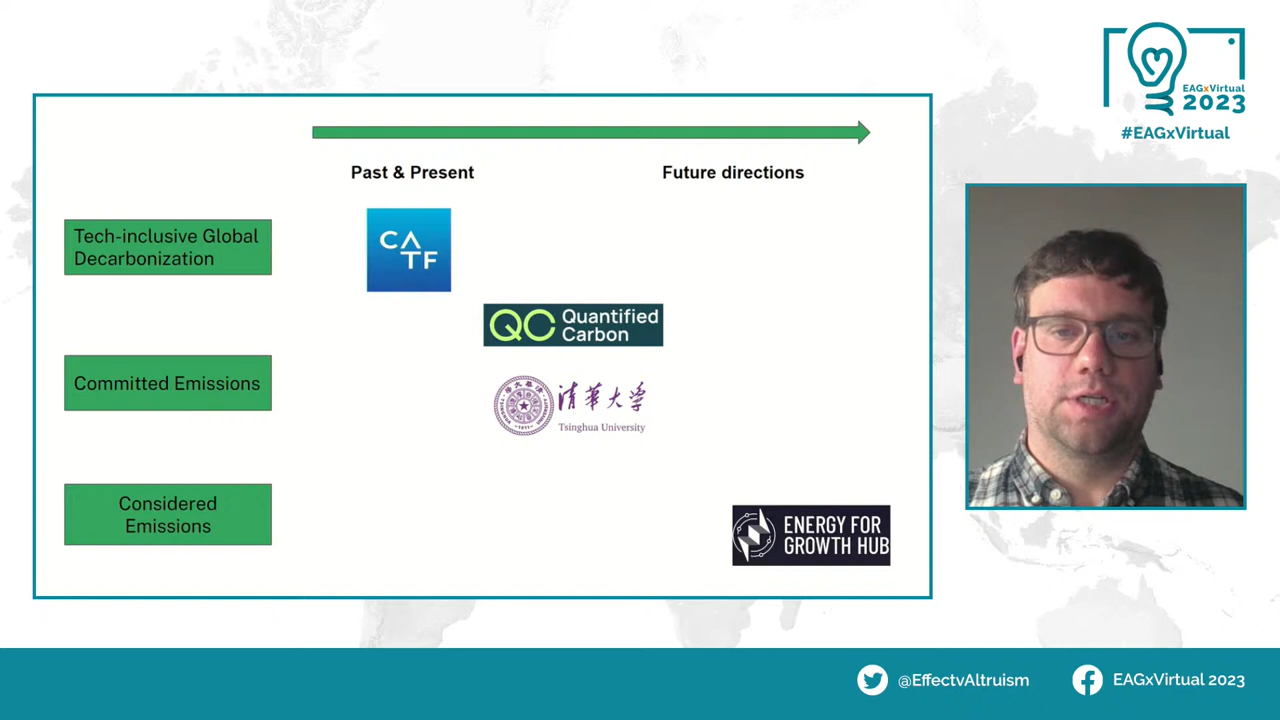 EAGxVirtual
2023
#EAGxVirtual
Past & Present
Future directions
Tech-inclusive Global
Decarbonization
CA
TF
QC Quantified
Carbon
Committed Emissions
清華大学
Tsinghua University
Considered
Emissions
ENERGY FOR
GROWTH HUB
@EffectvAltruism
EAGxVirtual 2023